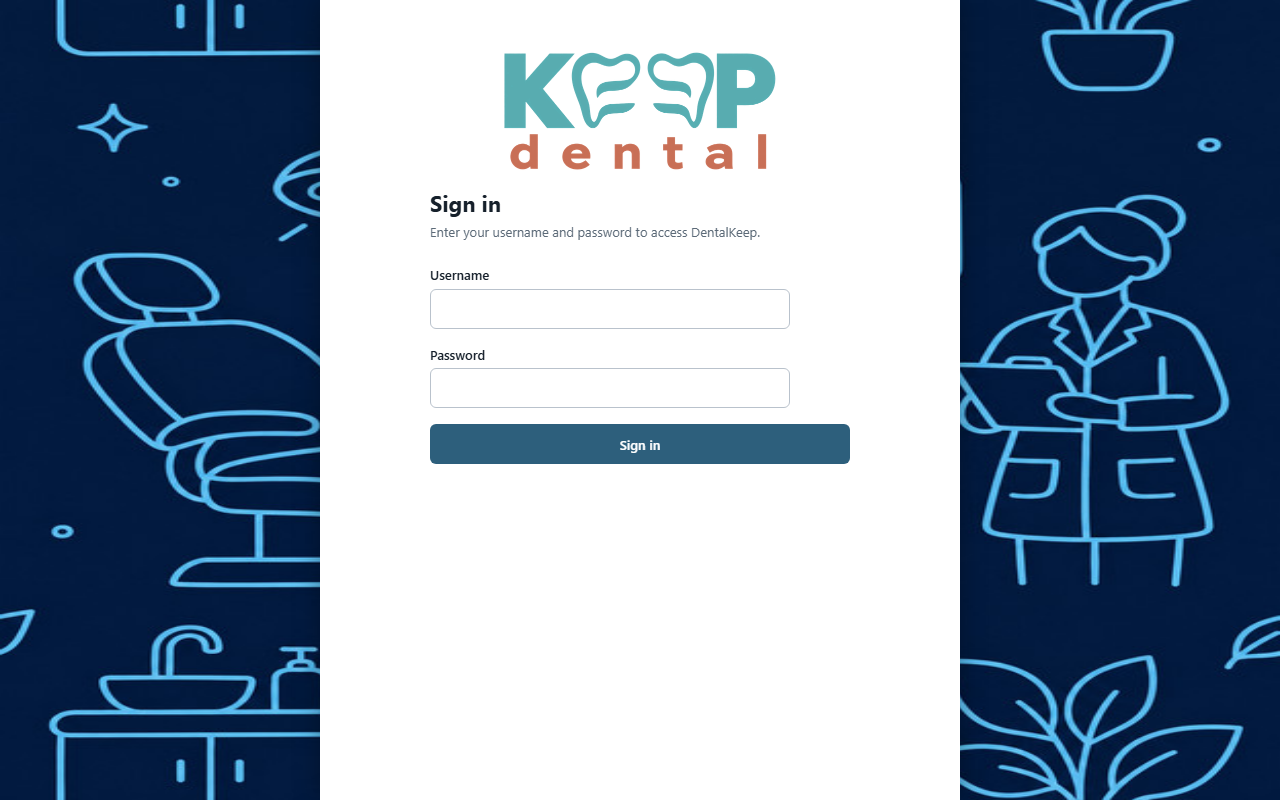 KEEP
dental
Sign in
Enter your username and password to access DentalKeep.
Username
Password
Sign in